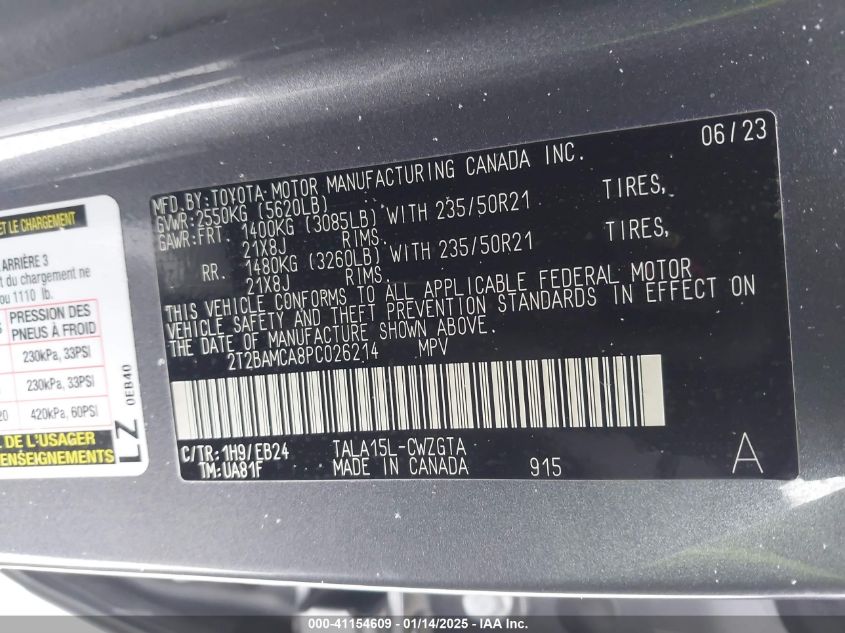 ET LE CHARGEMENT
ARRIÈRE 3
du chargement ne
ou 1110 lb.
PRESSION DES
PNEUS À FROID
230kPa, 33PSI
230kPa, 33PSI
20 420kPa, 60PSI
DE L'USAGER
ENSEIGNEMENTS
LZ 0EB40
06/23
MFD.BY:TOYOTA MOTOR MANUFACTURING CANADA INC.
GVWR:2550KG (5620LB)
GAWR:FRT. 1400KG (3085LB) WITH 235/50R21 TIRES,
21X8J RIMS.
RR. 1480KG (3260LB) WITH 235/50R21 TIRES,
21X8J RIMS.
THIS VEHICLE CONFORMS TO ALL APPLICABLE FEDERAL MOTOR
VEHICLE SAFETY AND THEFT PREVENTION STANDARDS IN EFFECT ON
THE DATE OF MANUFACTURE SHOWN ABOVE.
2T2BAMCA8PC026214 MPV
C/TR: 1H9/EB24 TALA15L-CWZGTA
TM:UA81F MADE IN CANADA 915 A
000-41154609 - 01/14/2025 - IAA Inc.